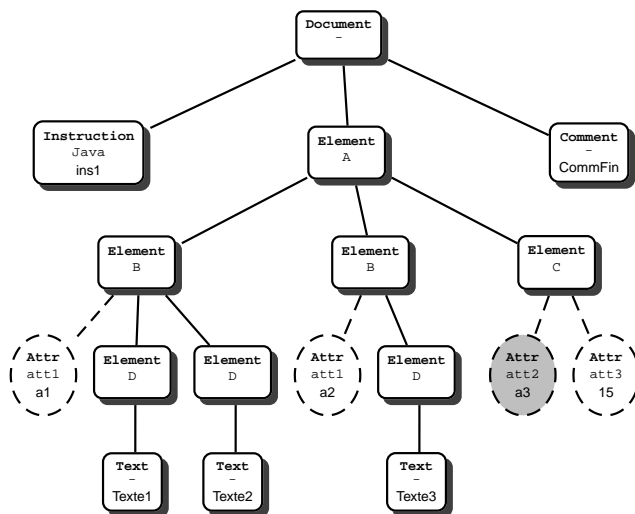 Document
-
Instruction
Java
ins1
Element
A
Comment
-
CommFin
Element
B
Element
B
Element
C
Attr
att1
a1
Element
D
Element
D
Attr
att1
a2
Element
D
Attr
att2
a3
Attr
att3
15
Text
-
Texte1
Text
-
Texte2
Text
-
Texte3